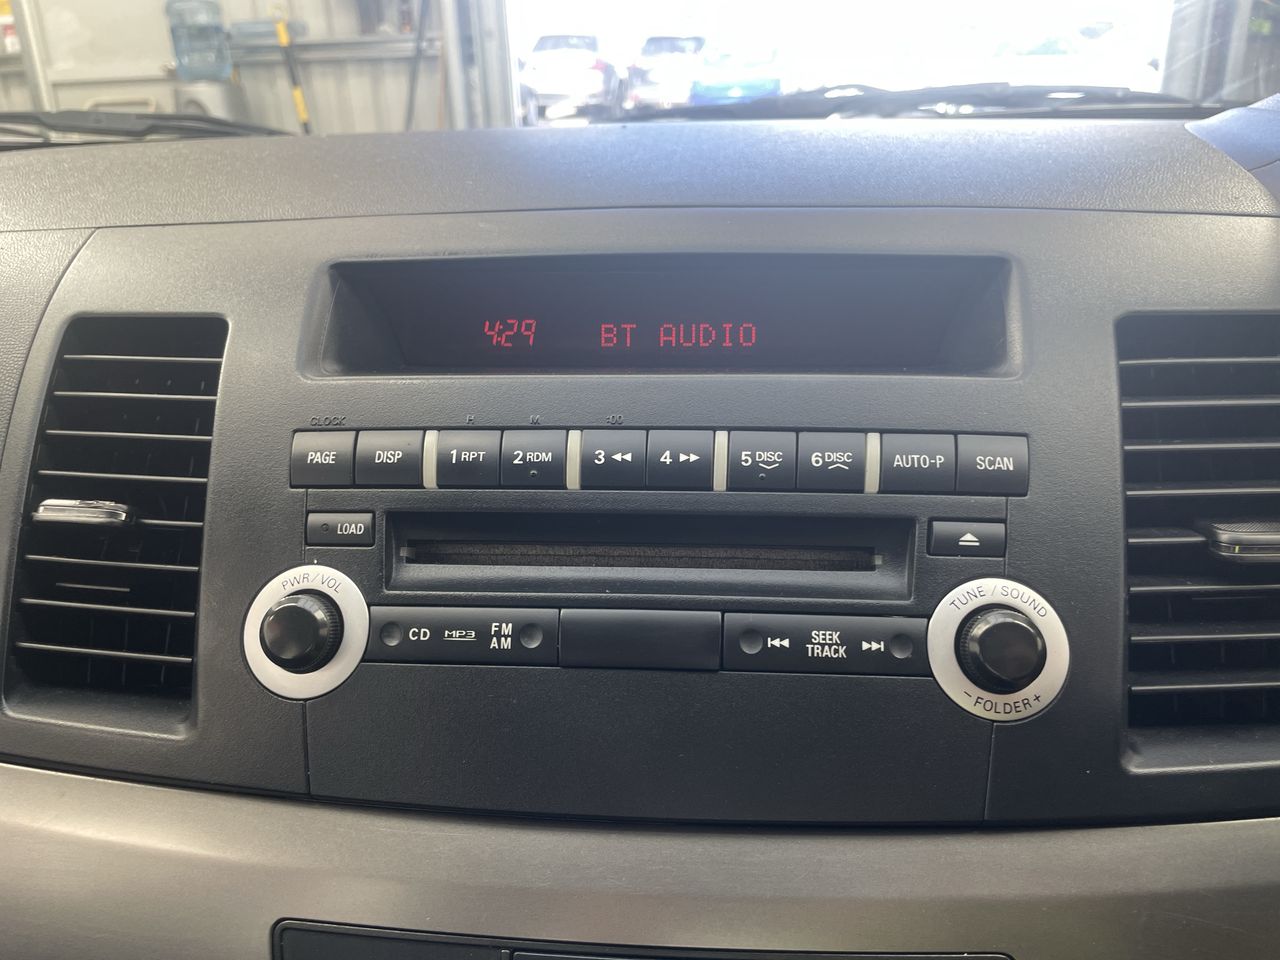 4:29 BT AUDIO
CLOCK H M :00
PAGE DISP 1 RPT 2 RDM 3 4 5 DISC 6 DISC AUTO-P SCAN
LOAD
PWR/VOL
CD MP3 FM AM
SEEK TRACK
TUNE / SOUND
- FOLDER +